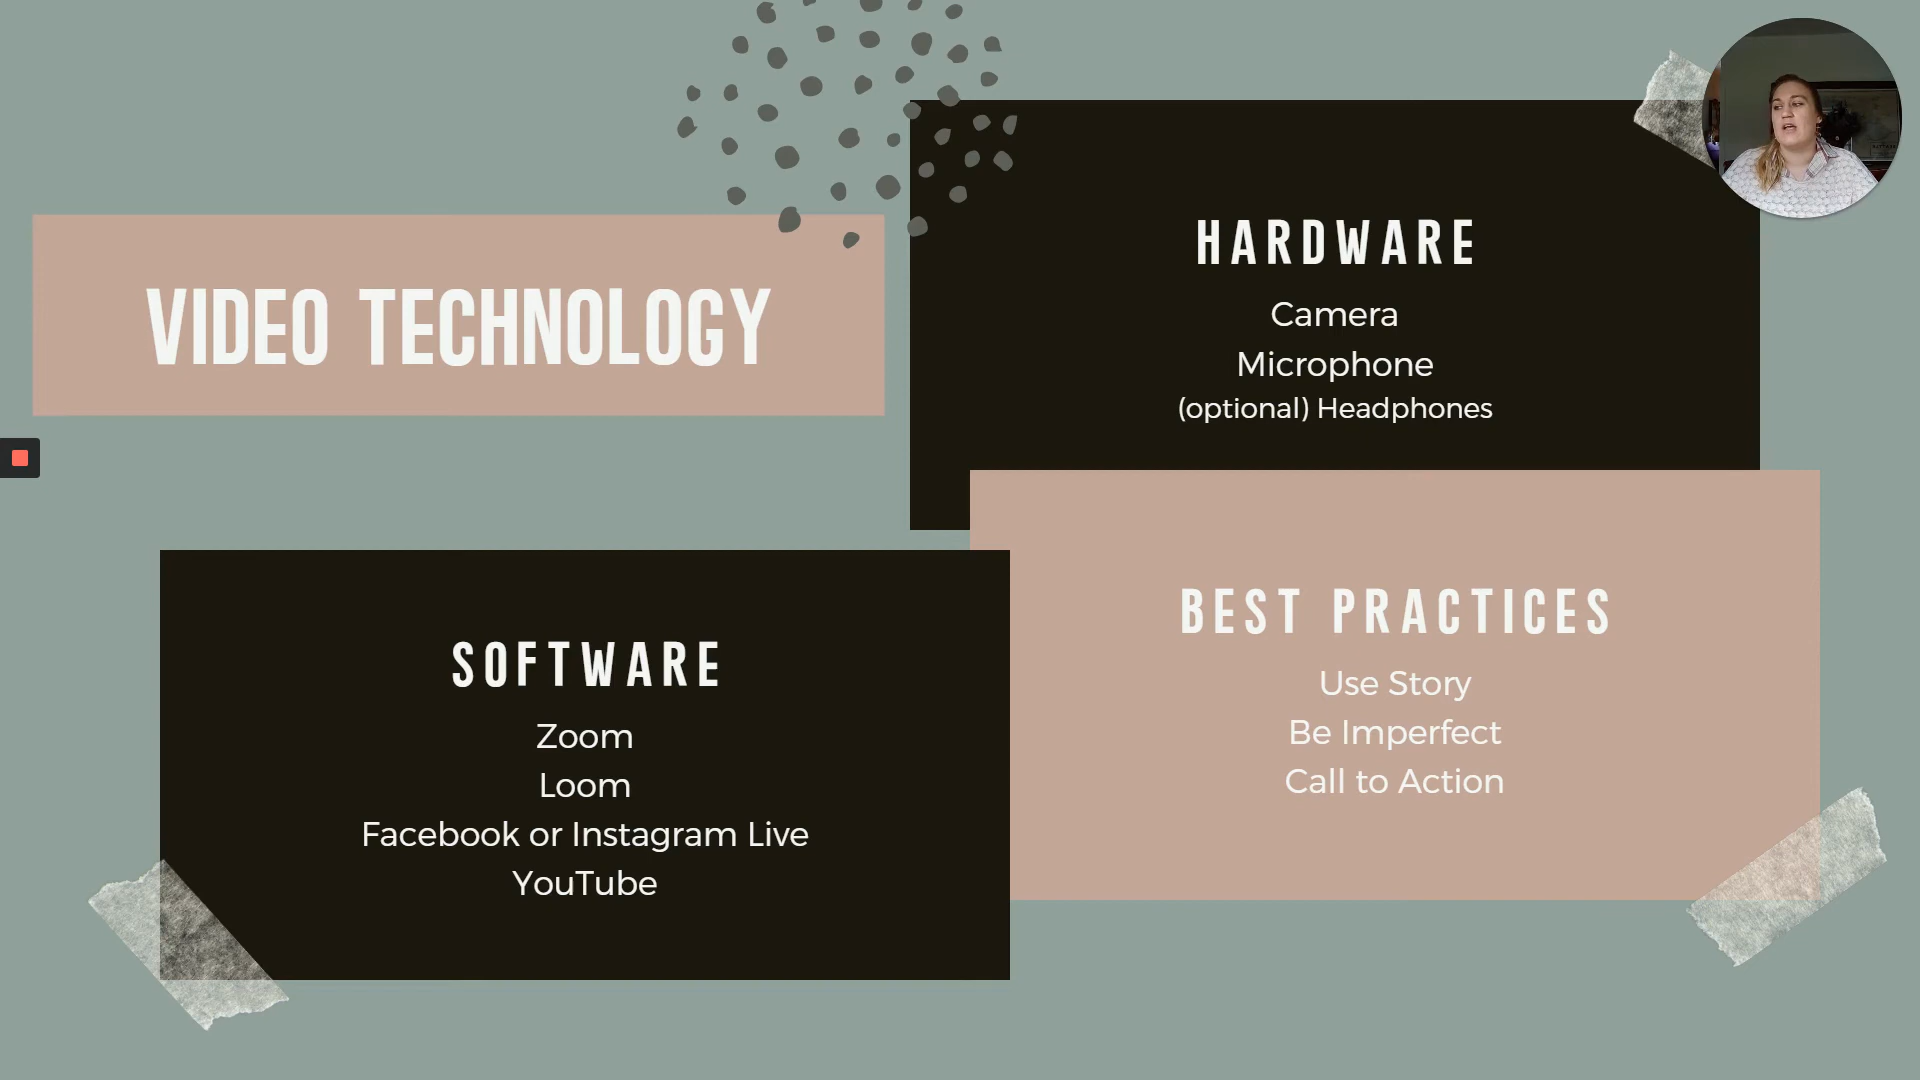 VIDEO TECHNOLOGY
HARDWARE
Camera
Microphone
(optional) Headphones
SOFTWARE
Zoom
Loom
Facebook or Instagram Live
YouTube
BEST PRACTICES
Use Story
Be Imperfect
Call to Action